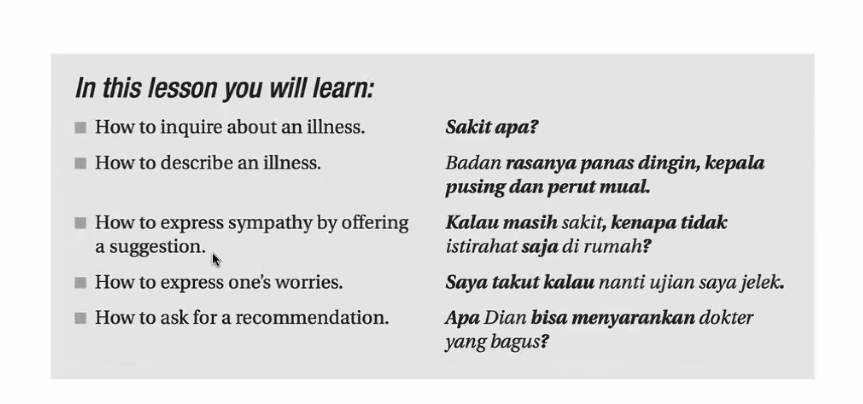 In this lesson you will learn:
How to inquire about an illness. Sakit apa?
How to describe an illness. Badan rasanya panas dingin, kepala
pusing dan perut mual.
How to express sympathy by offering Kalau masih sakit, kenapa tidak
a suggestion. istirahat saja di rumah?
How to express one's worries. Saya takut kalau nanti ujian saya jelek.
How to ask for a recommendation. Apa Dian bisa menyarankan dokter
yang bagus?